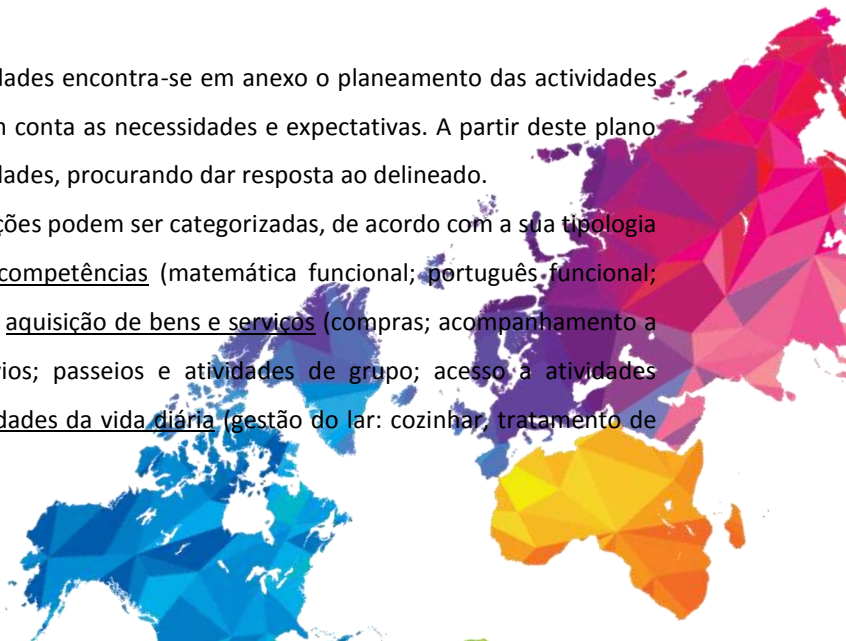 dades encontra-se em anexo o planeamento das actividades
conta as necessidades e expectativas. A partir deste plano
dades, procurando dar resposta ao delineado.
ções podem ser categorizadas, de acordo com a sua tipologia
competências (matemática funcional; português funcional;
aquisição de bens e serviços (compras; acompanhamento a
ios; passeios e atividades de grupo; acesso a atividades
dades da vida diária (gestão do lar: cozinhar, tratamento de